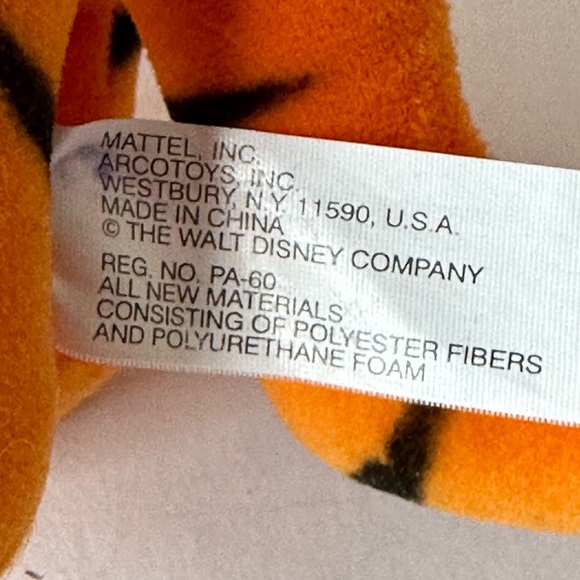 MATTEL, INC.
ARCOTOYS, INC.
WESTBURY, N.Y. 11590, U.S.A.
MADE IN CHINA
© THE WALT DISNEY COMPANY
REG. NO. PA-60
ALL NEW MATERIALS
CONSISTING OF POLYESTER FIBERS
AND POLYURETHANE FOAM